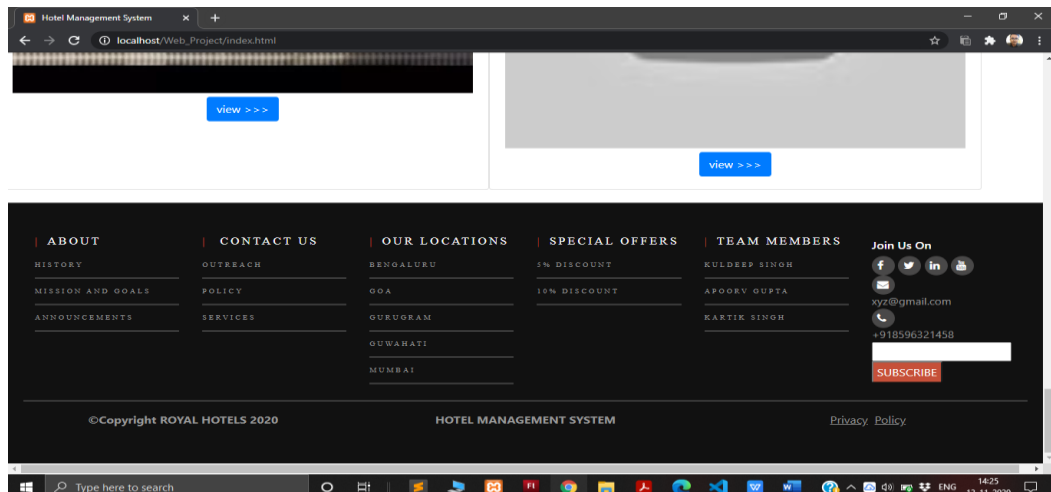 Hotel Management System
localhost/Web_Project/index.html
view >>>
view >>>
| ABOUT
HISTORY
MISSION AND GOALS
ANNOUNCEMENTS
| CONTACT US
OUTREACH
POLICY
SERVICES
| OUR LOCATIONS
BENGALURU
GOA
GURUGRAM
GUWAHATI
MUMBAI
| SPECIAL OFFERS
5% DISCOUNT
10% DISCOUNT
| TEAM MEMBERS
KULDEEP SINGH
APOORV GUPTA
KARTIK SINGH
Join Us On
xyz@gmail.com
+918596321458
SUBSCRIBE
©Copyright ROYAL HOTELS 2020
HOTEL MANAGEMENT SYSTEM
Privacy Policy
Type here to search
ENG
14:25